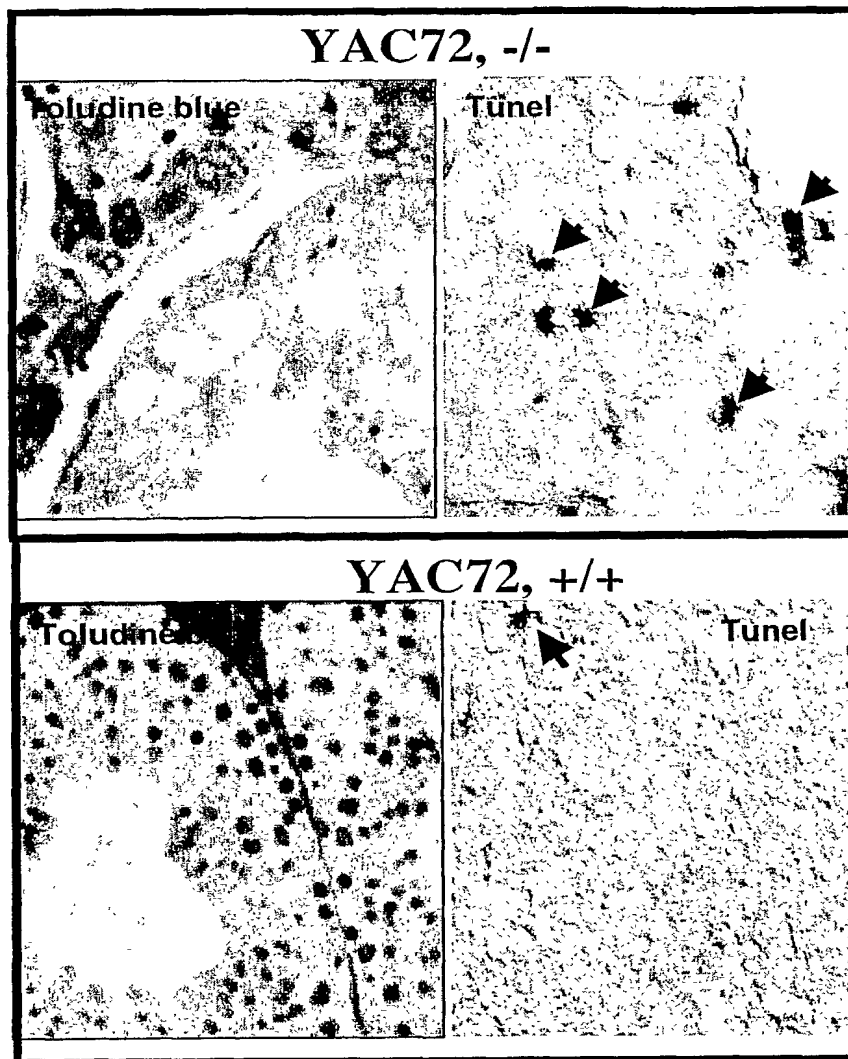 YAC72, -/-
Toludine blue
Tunel
YAC72, +/+
Toludine
Tunel